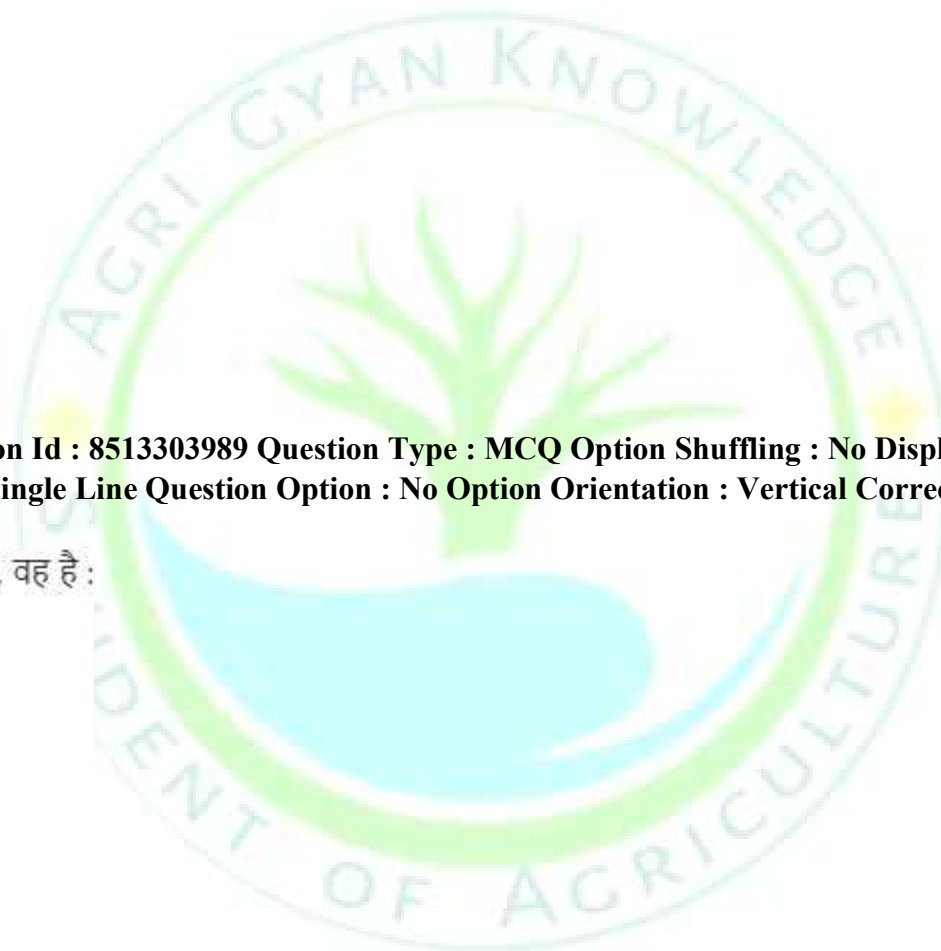 AGRI GYAN KNOWLEDGE
on Id : 8513303989 Question Type : MCQ Option Shuffling : No Displ
ingle Line Question Option : No Option Orientation : Vertical Correc
वह है :
DENT OF AGRICULTURE